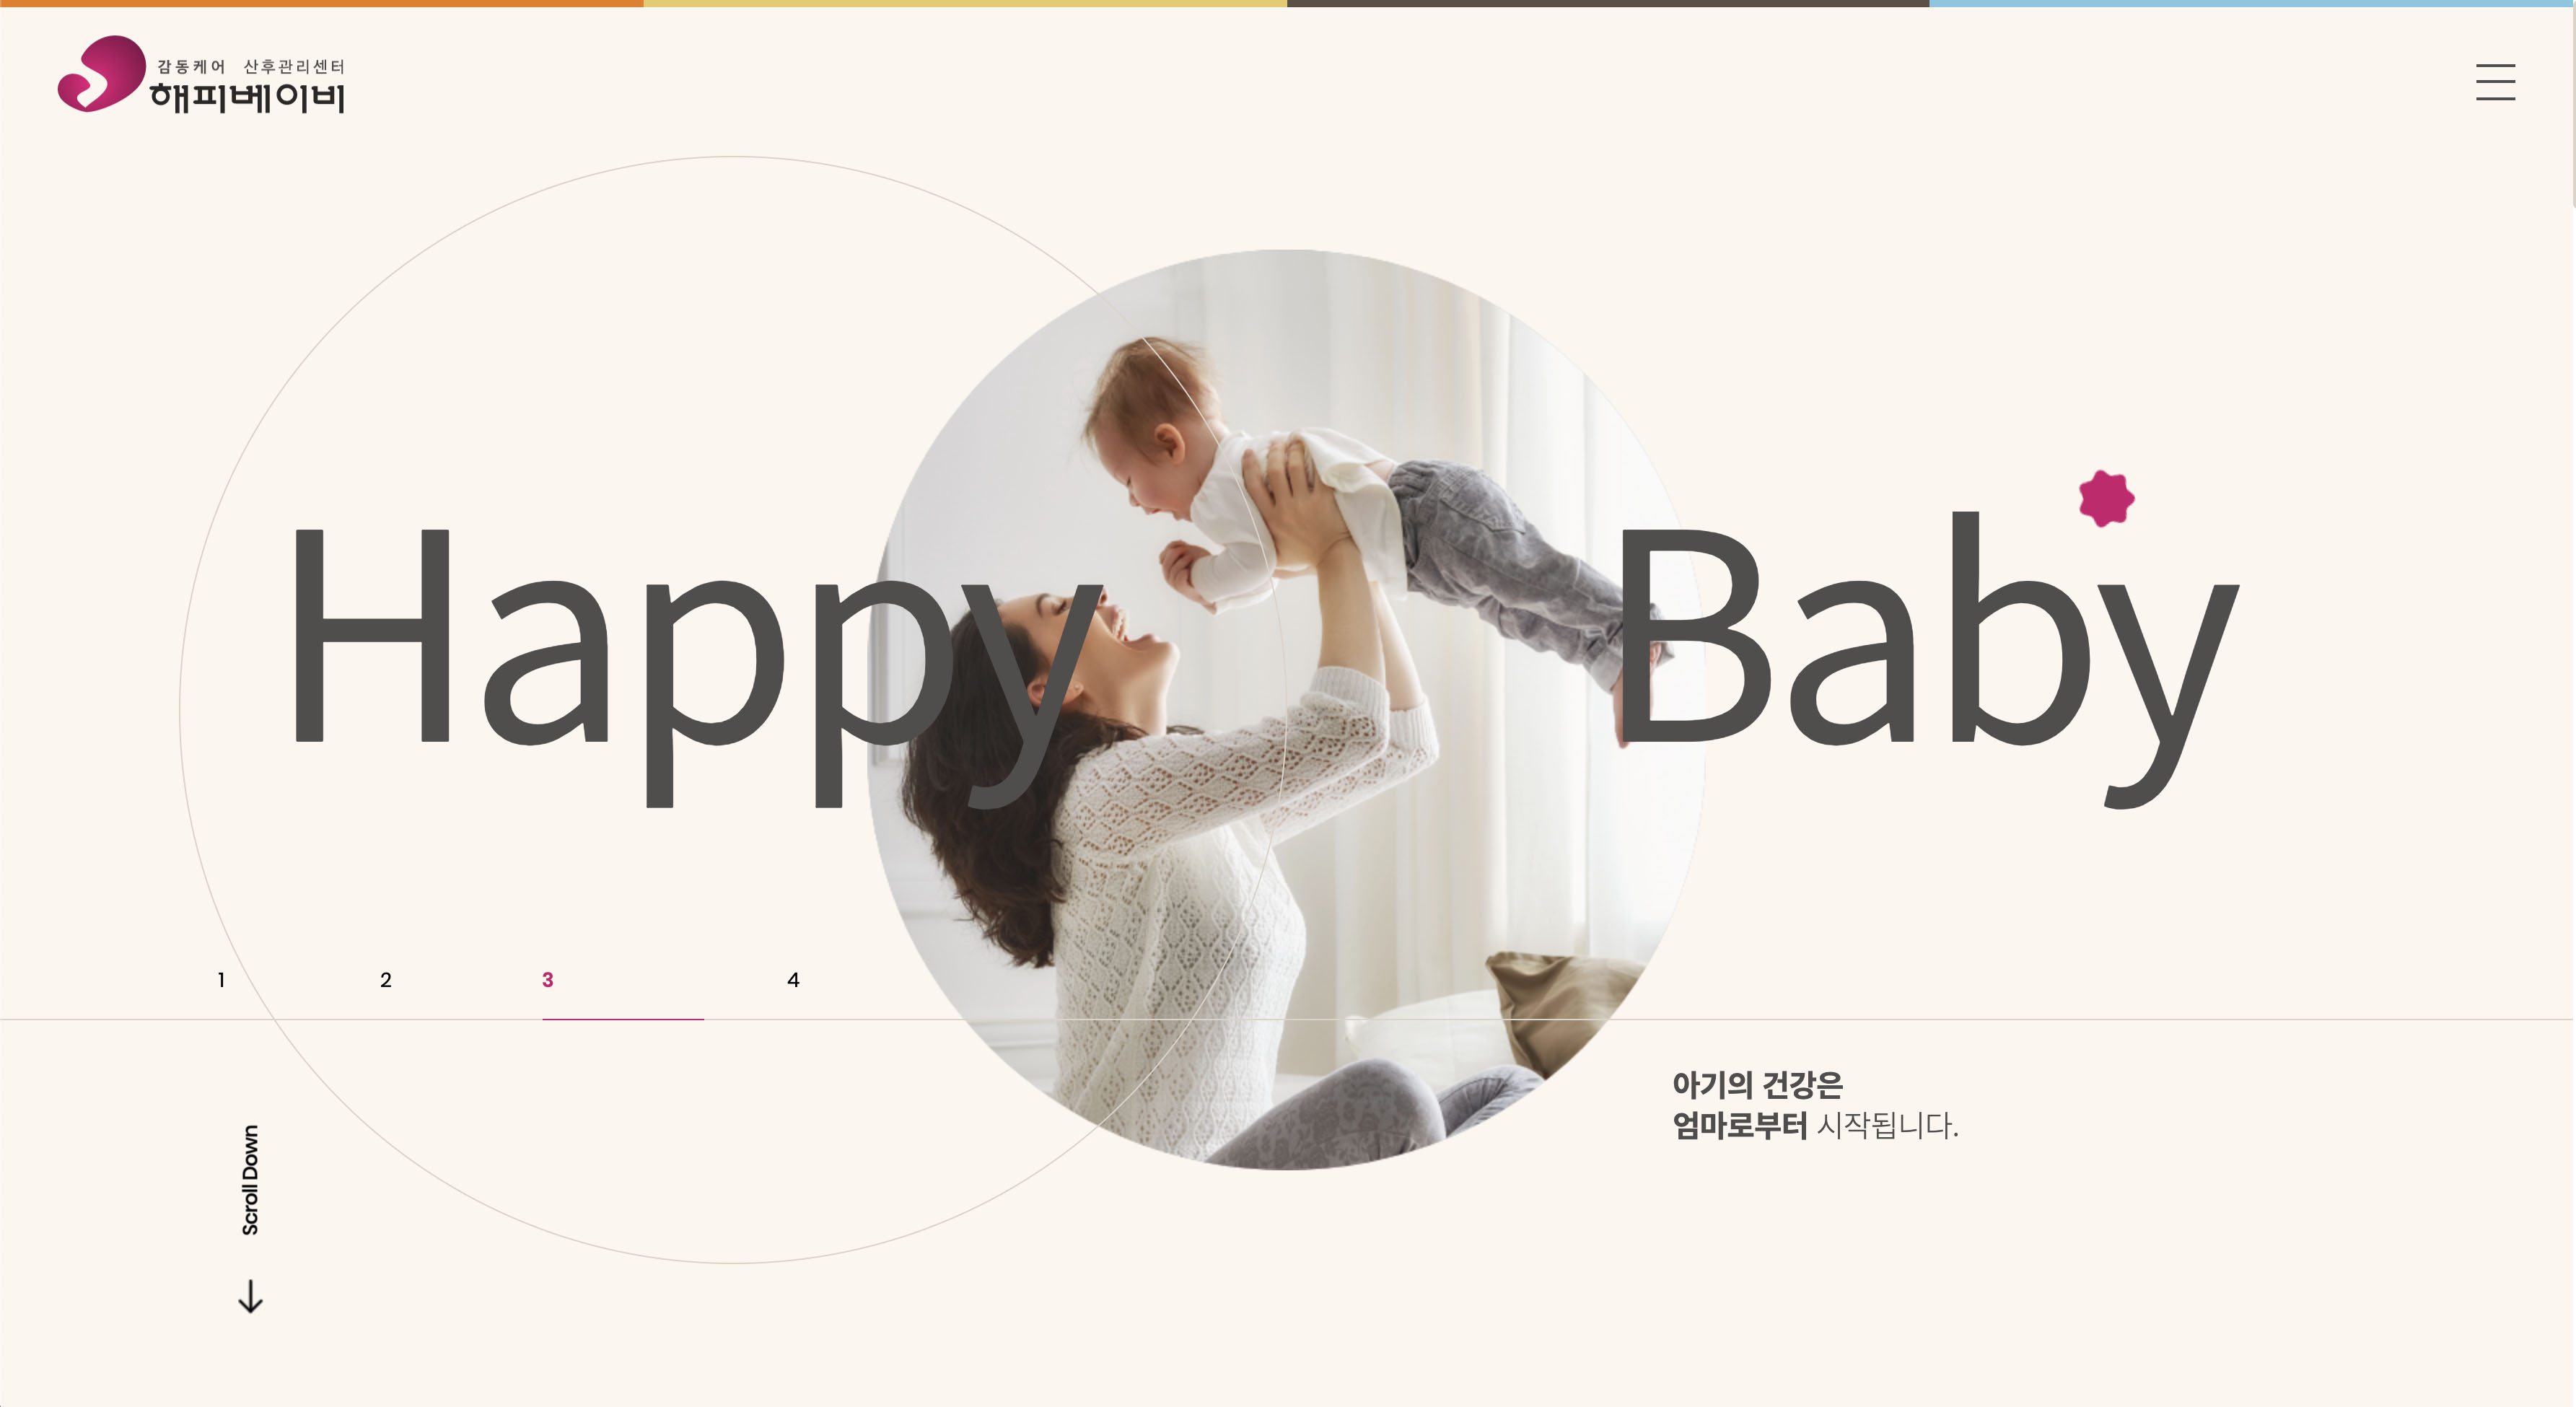 감동케어 산후관리센터
해피베이비
Happy Baby
1 2 3 4
아기의 건강은
엄마로부터 시작됩니다.
Scroll Down